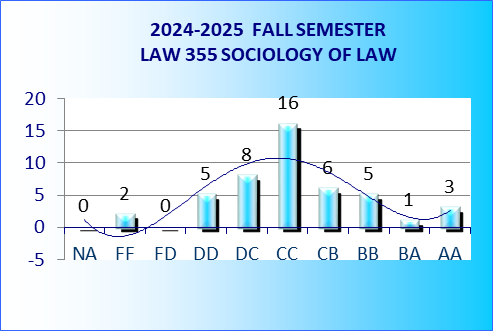 2024-2025 FALL SEMESTER
LAW 355 SOCIOLOGY OF LAW
20
15
10
5
0
-5
0 2 0 5 8 16 6 5 1 3
NA FF FD DD DC CC CB BB BA AA